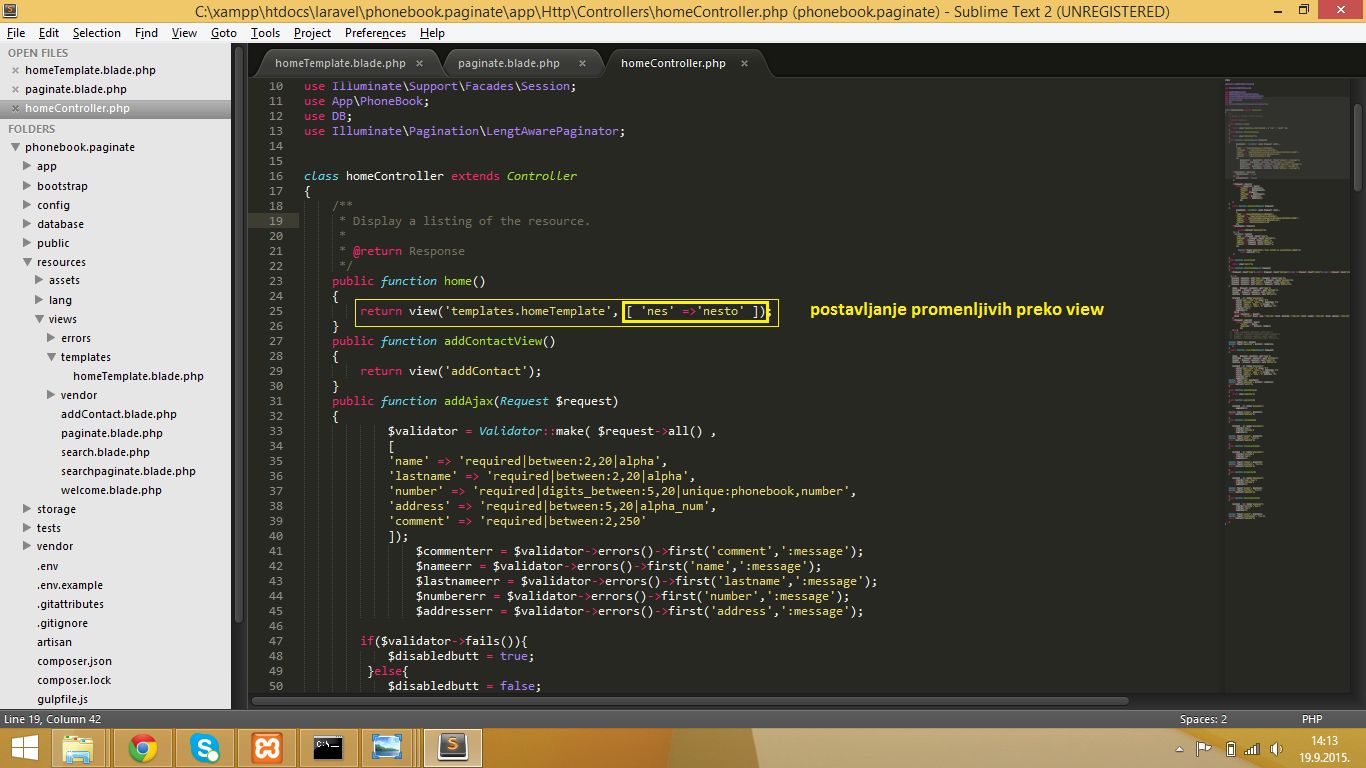 C:\xampp\htdocs\laravel\phonebook.paginate\app\Http\Controllers\homeController.php (phonebook.paginate) - Sublime Text 2 (UNREGISTERED)
File Edit Selection Find View Goto Tools Project Preferences Help
OPEN FILES
homeTemplate.blade.php
paginate.blade.php
homeController.php
FOLDERS
phonebook.paginate
app
bootstrap
config
database
public
resources
assets
lang
views
errors
templates
homeTemplate.blade.php
vendor
addContact.blade.php
paginate.blade.php
search.blade.php
searchpaginate.blade.php
welcome.blade.php
storage
tests
vendor
.env
.env.example
.gitattributes
.gitignore
artisan
composer.json
composer.lock
gulpfile.js
homeTemplate.blade.php paginate.blade.php homeController.php
10 use Illuminate\Support\Facades\Session;
11 use App\PhoneBook;
12 use DB;
13 use Illuminate\Pagination\LengtAwarePaginator;
14
15
16 class homeController extends Controller
17 {
18 /**
19 * Display a listing of the resource.
20 *
21 * @return Response
22 */
23 public function home()
24 {
25 return view('templates.homeTemplate', [ 'nes' =>'nesto' ]); postavljanje promenljivih preko view
26 }
27 public function addContactView()
28 {
29 return view('addContact');
30 }
31 public function addAjax(Request $request)
32 {
33 $validator = Validator::make( $request->all() ,
34 [
35 'name' => 'required|between:2,20|alpha',
36 'lastname' => 'required|between:2,20|alpha',
37 'number' => 'required|digits_between:5,20|unique:phonebook,number',
38 'address' => 'required|between:5,20|alpha_num',
39 'comment' => 'required|between:2,250'
40 ]);
41 $commenterr = $validator->errors()->first('comment',':message');
42 $nameerr = $validator->errors()->first('name',':message');
43 $lastnameerr = $validator->errors()->first('lastname',':message');
44 $numbererr = $validator->errors()->first('number',':message');
45 $addresserr = $validator->errors()->first('address',':message');
46
47 if($validator->fails()){
48 $disabledbutt = true;
49 }else{
50 $disabledbutt = false;
Line 19, Column 42 Spaces: 2 PHP
14:13
19.9.2015.